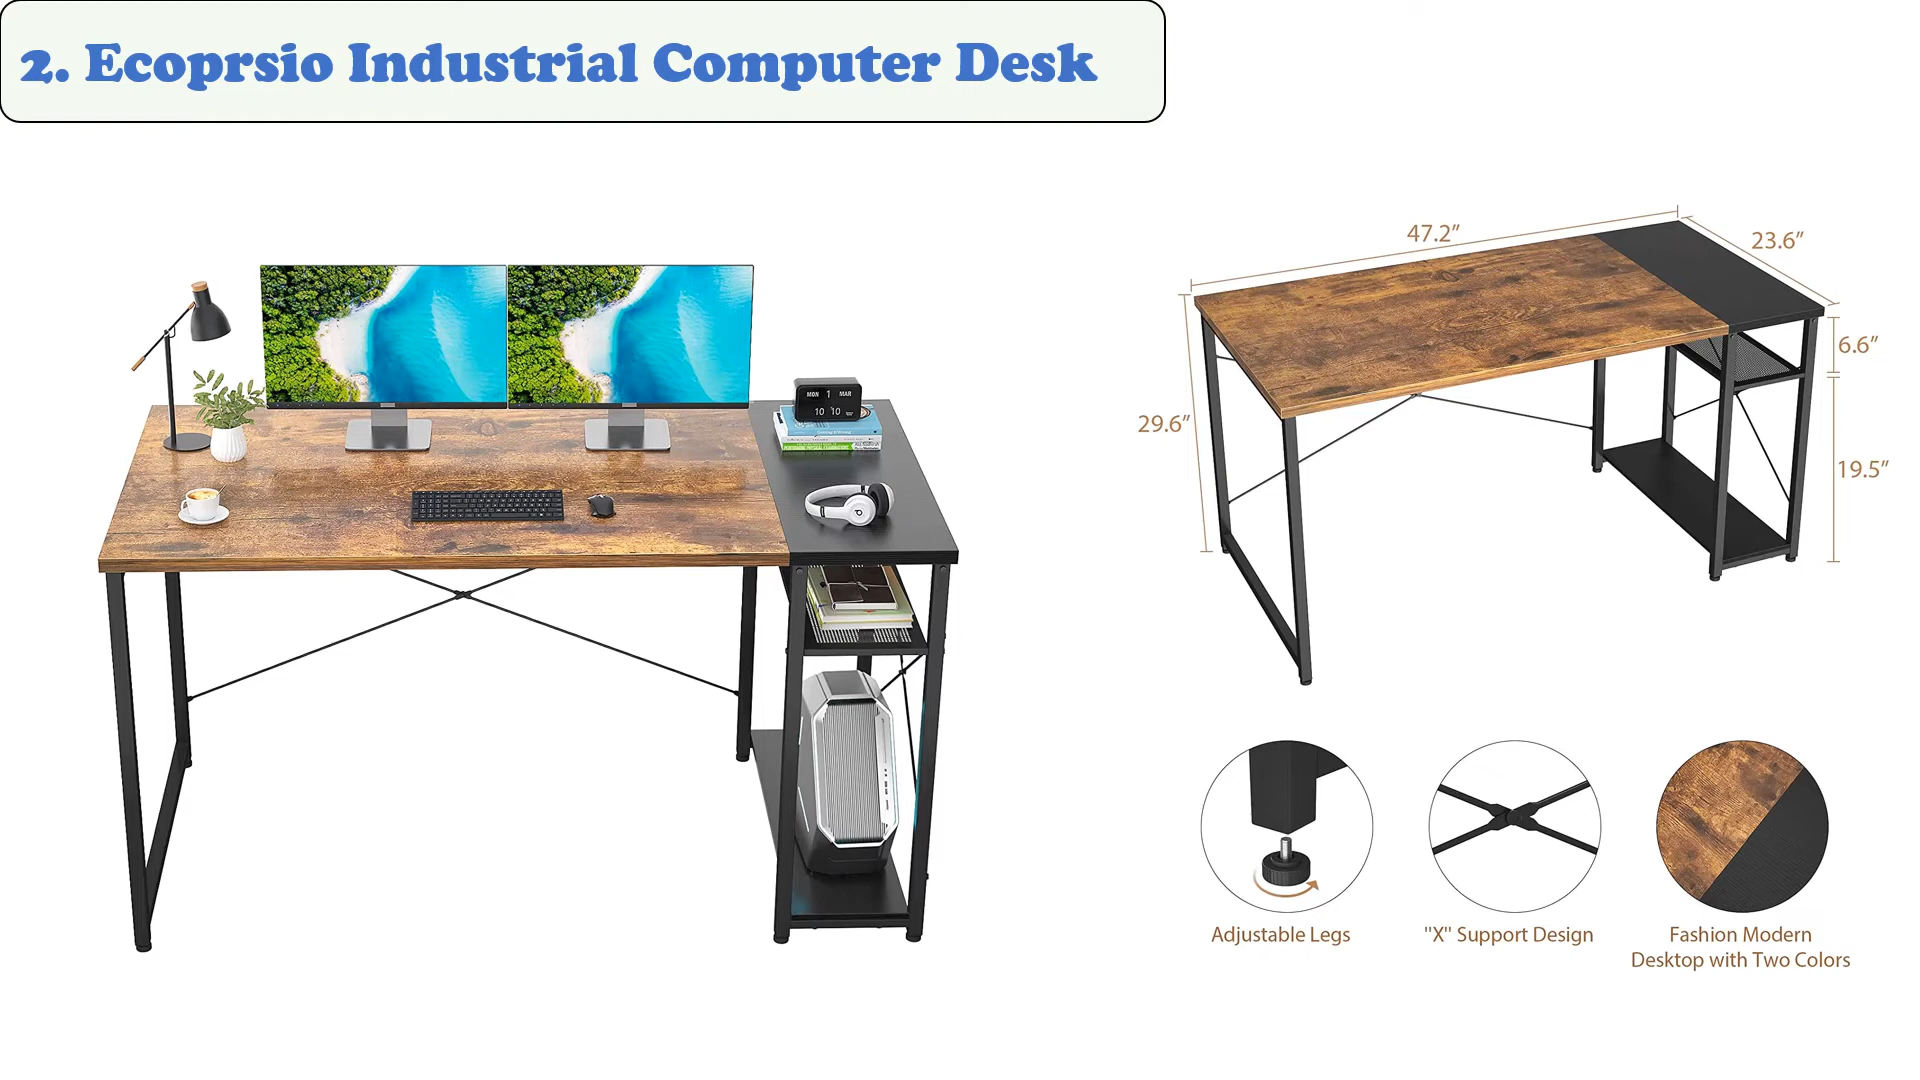 2. Ecoprsio Industrial Computer Desk
47.2”
23.6”
6.6”
29.6”
19.5”
MON 1 MAR
10 10
Adjustable Legs
"X" Support Design
Fashion Modern
Desktop with Two Colors